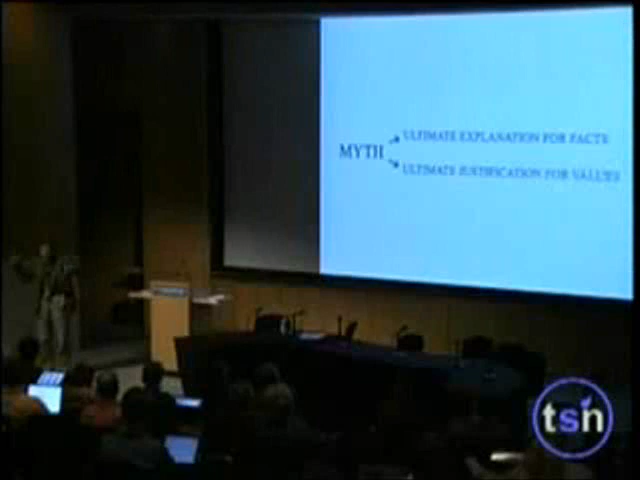 ULTIMATE EXPLANATION FOR FACTS
MYTH
ULTIMATE JUSTIFICATION FOR VALUES
tsn